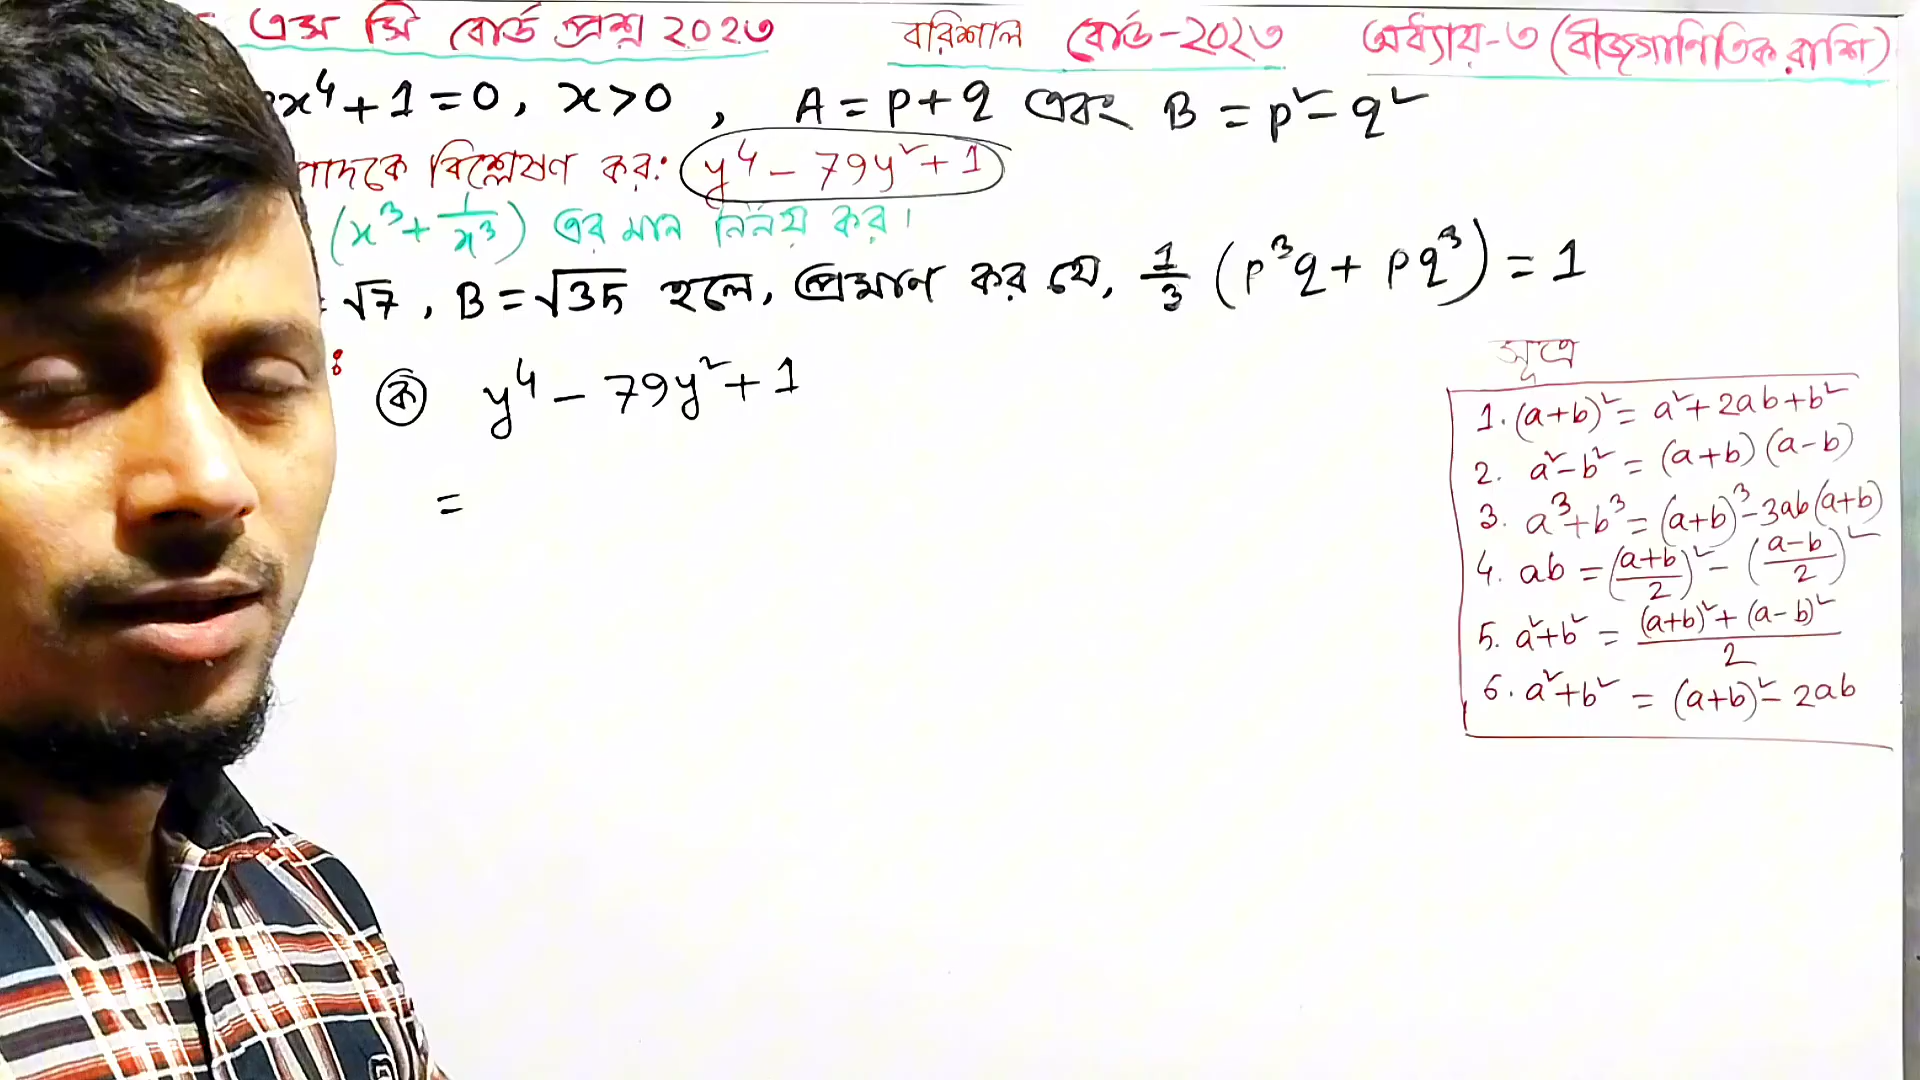 এস সি বোর্ড প্রশ্ন ২০২৩ বরিশাল বোর্ড-২০২৩ অধ্যায়-৩ (বীজগাণিতিক রাশি)
x⁴+1=0, x>0, A = p+q এবং B = p²-q²
বিশ্লেষণ কর: y⁴ - 79y²+1
(x³+1/x³) এর মান নির্নয় কর।
√7, B=√35 হলে, প্রমাণ কর যে, 1/3 (p³q + pq³) = 1
ক y⁴ - 79y²+1
=
সূত্র
1. (a+b)² = a²+2ab+b²
2. a²-b² = (a+b)(a-b)
3. a³+b³ = (a+b)³-3ab(a+b)
4. ab = ((a+b)/2)² - ((a-b)/2)²
5. a²+b² = ((a+b)²+(a-b)²)/2
6. a²+b² = (a+b)²-2ab